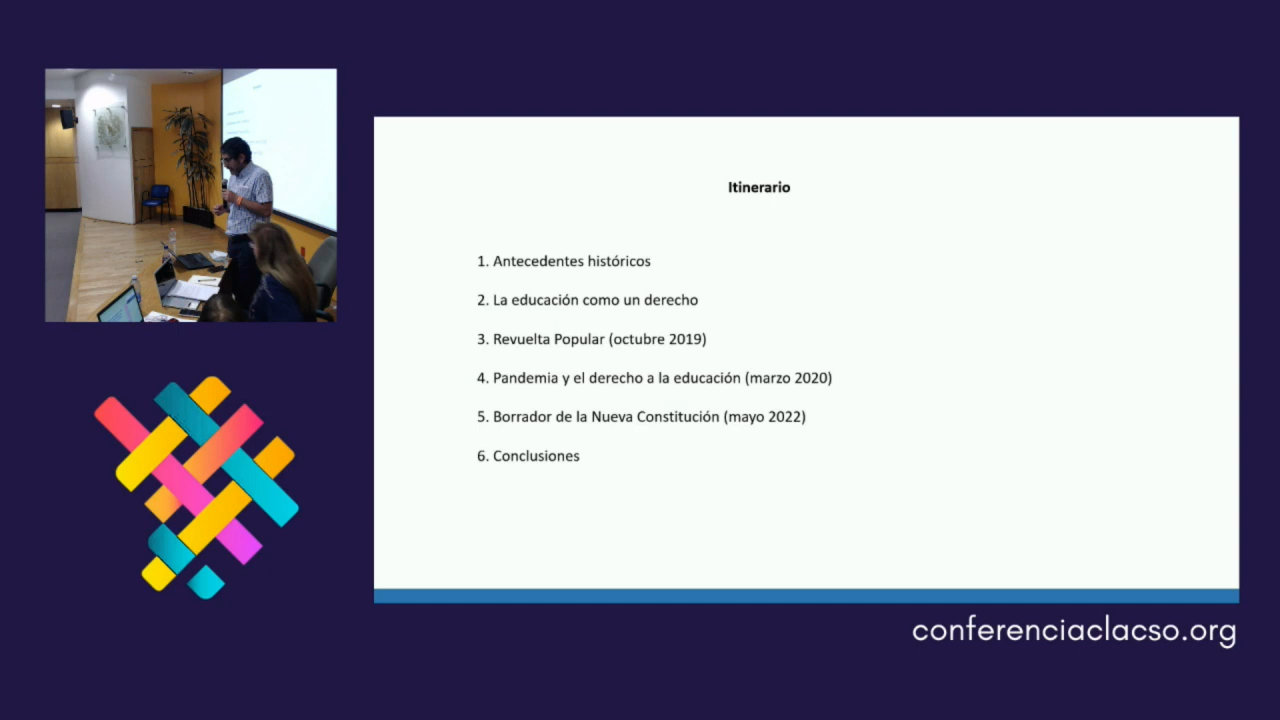 Itinerario
1. Antecedentes históricos
2. La educación como un derecho
3. Revuelta Popular (octubre 2019)
4. Pandemia y el derecho a la educación (marzo 2020)
5. Borrador de la Nueva Constitución (mayo 2022)
6. Conclusiones
conferenciaclacso.org